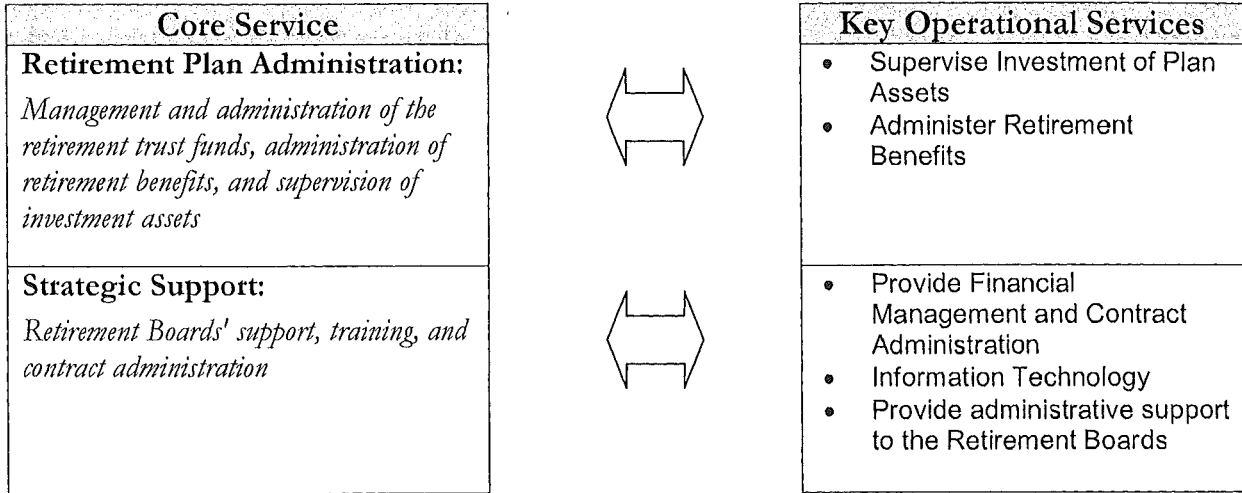 Core Service
Retirement Plan Administration:
Management and administration of the
retirement trust funds, administration of
retirement benefits, and supervision of
investment assets
Strategic Support:
Retirement Boards' support, training, and
contract administration
Key Operational Services
• Supervise Investment of Plan
Assets
• Administer Retirement
Benefits
• Provide Financial
Management and Contract
Administration
• Information Technology
• Provide administrative support
to the Retirement Boards